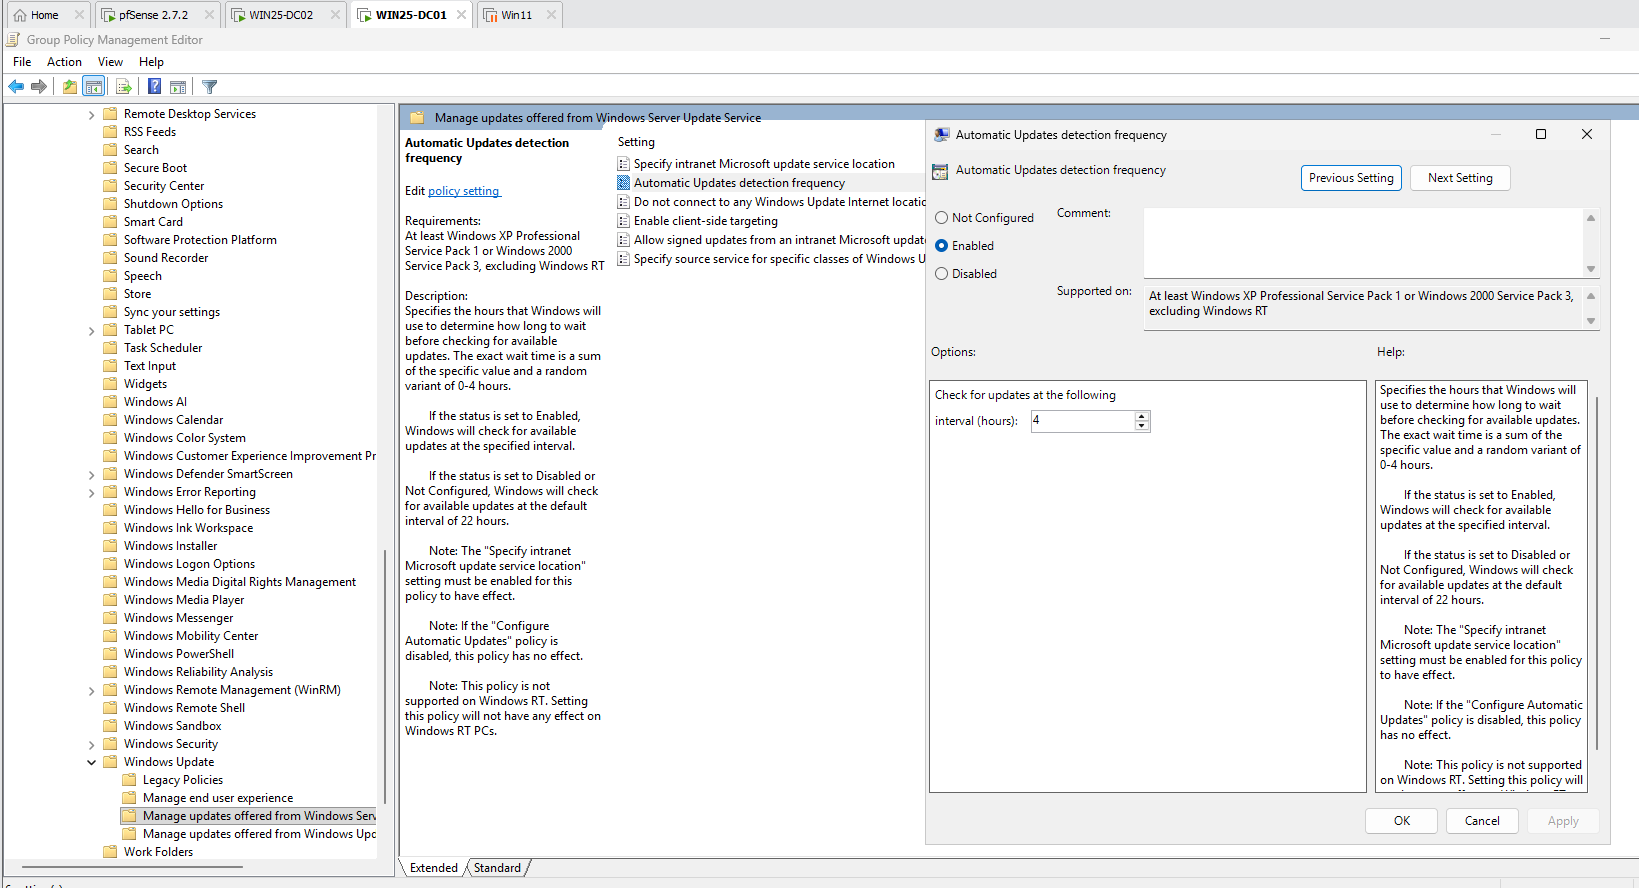 Home
pfSense 2.7.2
WIN25-DC02
WIN25-DC01
Win11
Group Policy Management Editor
File Action View Help
Remote Desktop Services
RSS Feeds
Search
Secure Boot
Security Center
Shutdown Options
Smart Card
Software Protection Platform
Sound Recorder
Speech
Store
Sync your settings
Tablet PC
Task Scheduler
Text Input
Widgets
Windows AI
Windows Calendar
Windows Color System
Windows Customer Experience Improvement Pr
Windows Defender SmartScreen
Windows Error Reporting
Windows Hello for Business
Windows Ink Workspace
Windows Installer
Windows Logon Options
Windows Media Digital Rights Management
Windows Media Player
Windows Messenger
Windows Mobility Center
Windows PowerShell
Windows Reliability Analysis
Windows Remote Management (WinRM)
Windows Remote Shell
Windows Sandbox
Windows Security
Windows Update
Legacy Policies
Manage end user experience
Manage updates offered from Windows Serv
Manage updates offered from Windows Upd
Work Folders
Manage updates offered from Windows Server Update Service
Automatic Updates detection
frequency
Edit policy setting
Requirements:
At least Windows XP Professional
Service Pack 1 or Windows 2000
Service Pack 3, excluding Windows RT
Description:
Specifies the hours that Windows will
use to determine how long to wait
before checking for available
updates. The exact wait time is a sum
of the specific value and a random
variant of 0-4 hours.
If the status is set to Enabled,
Windows will check for available
updates at the specified interval.
If the status is set to Disabled or
Not Configured, Windows will check
for available updates at the default
interval of 22 hours.
Note: The "Specify intranet
Microsoft update service location"
setting must be enabled for this
policy to have effect.
Note: If the "Configure
Automatic Updates" policy is
disabled, this policy has no effect.
Note: This policy is not
supported on Windows RT. Setting
this policy will not have any effect on
Windows RT PCs.
Setting
Specify intranet Microsoft update service location
Automatic Updates detection frequency
Do not connect to any Windows Update Internet locatio
Enable client-side targeting
Allow signed updates from an intranet Microsoft updat
Specify source service for specific classes of Windows U
Extended
Standard
Automatic Updates detection frequency
Automatic Updates detection frequency
Previous Setting
Next Setting
Not Configured
Enabled
Disabled
Comment:
Supported on:
At least Windows XP Professional Service Pack 1 or Windows 2000 Service Pack 3,
excluding Windows RT
Options:
Help:
Check for updates at the following
interval (hours): 4
Specifies the hours that Windows will
use to determine how long to wait
before checking for available updates.
The exact wait time is a sum of the
specific value and a random variant of
0-4 hours.
If the status is set to Enabled,
Windows will check for available
updates at the specified interval.
If the status is set to Disabled or
Not Configured, Windows will check
for available updates at the default
interval of 22 hours.
Note: The "Specify intranet
Microsoft update service location"
setting must be enabled for this policy
to have effect.
Note: If the "Configure Automatic
Updates" policy is disabled, this policy
has no effect.
Note: This policy is not supported
on Windows RT. Setting this policy will
OK
Cancel
Apply